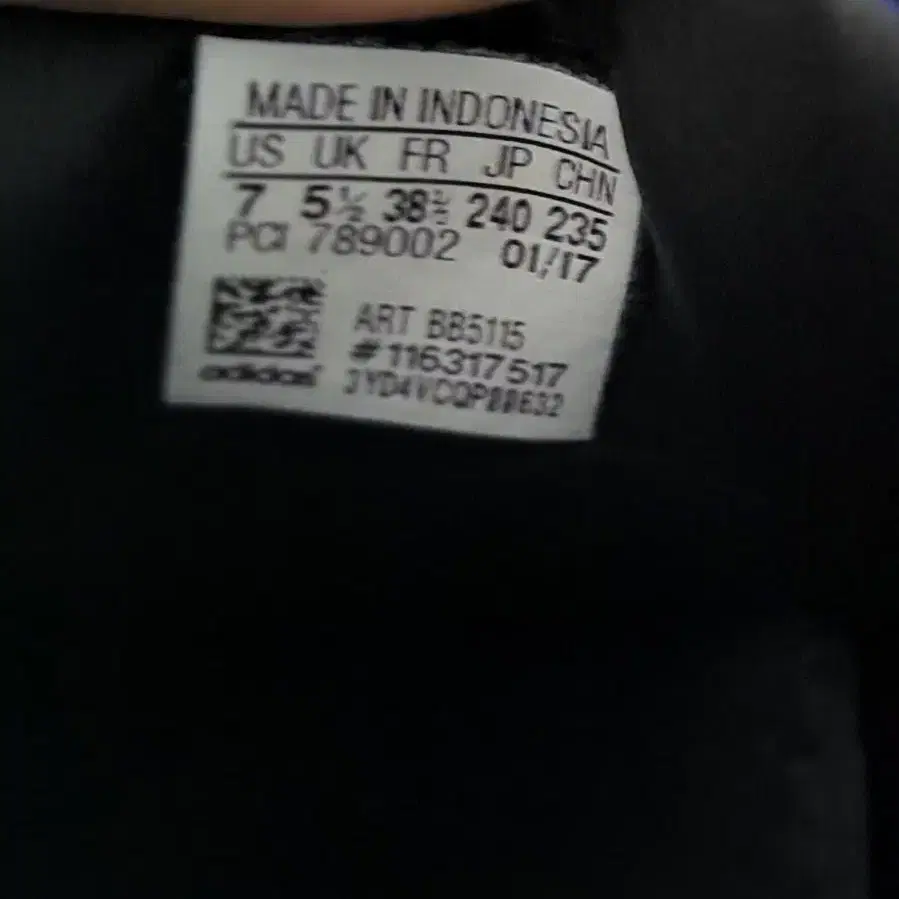 MADE IN INDONESIA
US UK FR JP CHN
7 5½ 38⅔ 240 235
PCI 789002 01/17
ART BB5115
#116317517
adidas